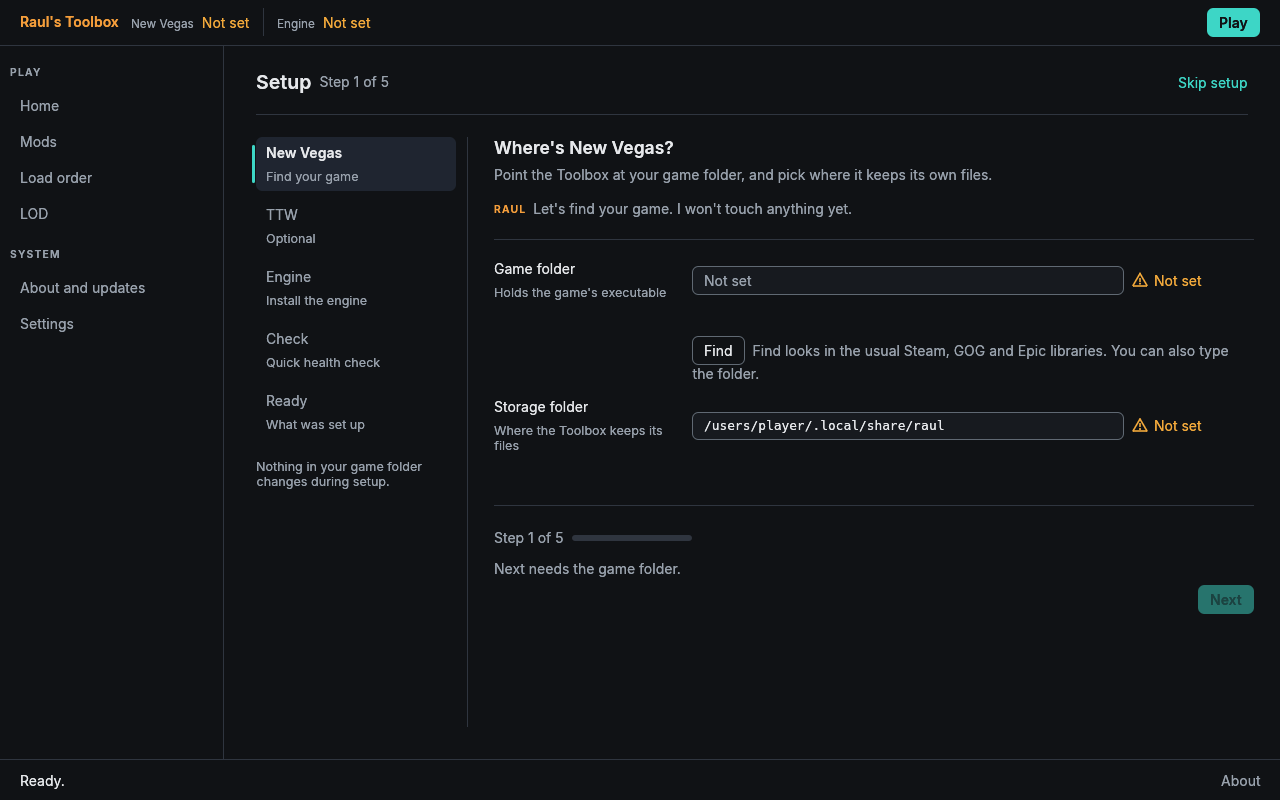 Raul's Toolbox New Vegas Not set Engine Not set Play
PLAY
Home
Mods
Load order
LOD
SYSTEM
About and updates
Settings
Setup Step 1 of 5 Skip setup
New Vegas
Find your game
TTW
Optional
Engine
Install the engine
Check
Quick health check
Ready
What was set up
Nothing in your game folder
changes during setup.
Where's New Vegas?
Point the Toolbox at your game folder, and pick where it keeps its own files.
RAUL Let's find your game. I won't touch anything yet.
Game folder
Holds the game's executable
Not set Not set
Find Find looks in the usual Steam, GOG and Epic libraries. You can also type
the folder.
Storage folder
Where the Toolbox keeps its
files
/users/player/.local/share/raul Not set
Step 1 of 5
Next needs the game folder.
Next
Ready. About